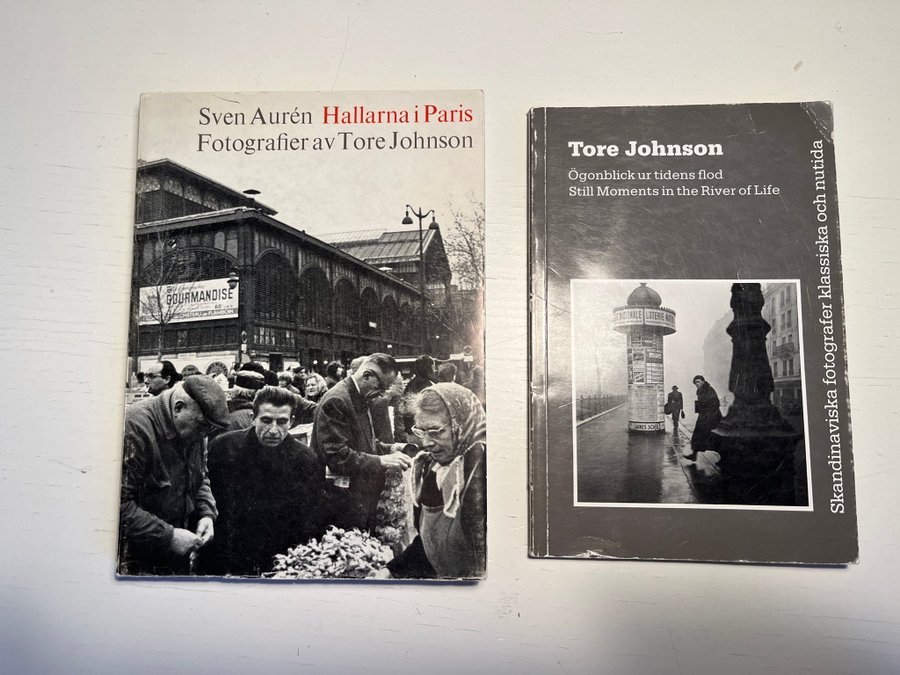 Sven Aurén Hallarna i Paris
Fotografier av Tore Johnson
GOURMANDISE
Tore Johnson
Ögonblick ur tidens flod
Still Moments in the River of Life
LOTERIE
Skandinaviska fotografer klassiska och nutida